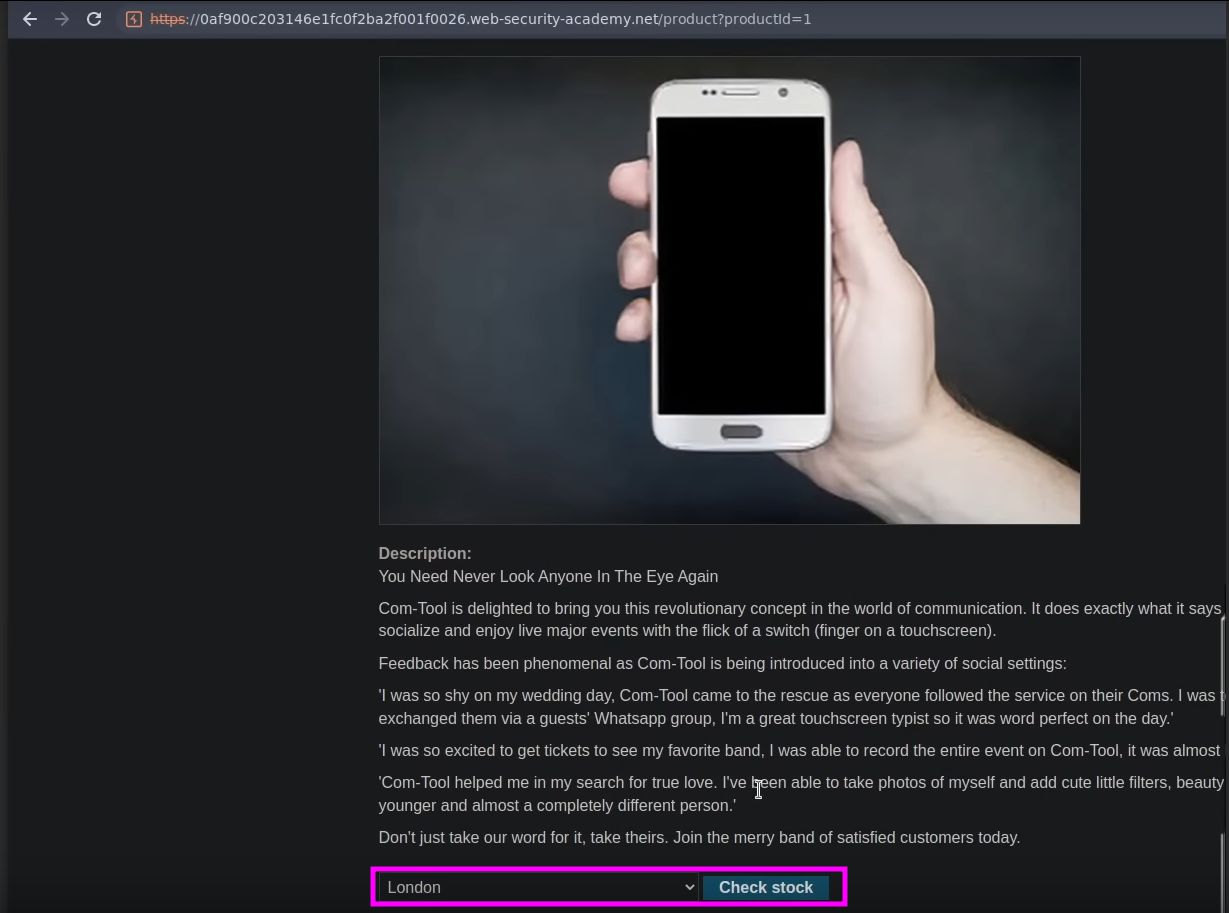 https://0af900c203146e1fc0f2ba2f001f0026.web-security-academy.net/product?productId=1
Description:
You Need Never Look Anyone In The Eye Again
Com-Tool is delighted to bring you this revolutionary concept in the world of communication. It does exactly what it says
socialize and enjoy live major events with the flick of a switch (finger on a touchscreen).
Feedback has been phenomenal as Com-Tool is being introduced into a variety of social settings:
'I was so shy on my wedding day, Com-Tool came to the rescue as everyone followed the service on their Coms. I was
exchanged them via a guests' Whatsapp group, I'm a great touchscreen typist so it was word perfect on the day.'
'I was so excited to get tickets to see my favorite band, I was able to record the entire event on Com-Tool, it was almost
'Com-Tool helped me in my search for true love. I've been able to take photos of myself and add cute little filters, beauty
younger and almost a completely different person.'
Don't just take our word for it, take theirs. Join the merry band of satisfied customers today.
London Check stock